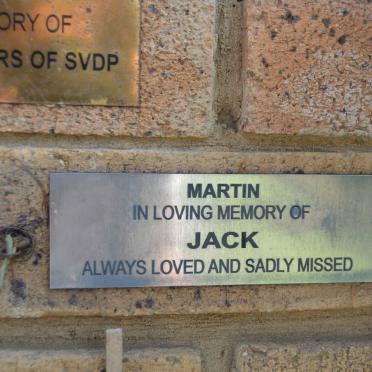 ORY OF
RS OF SVDP
MARTIN
IN LOVING MEMORY OF
JACK
ALWAYS LOVED AND SADLY MISSED